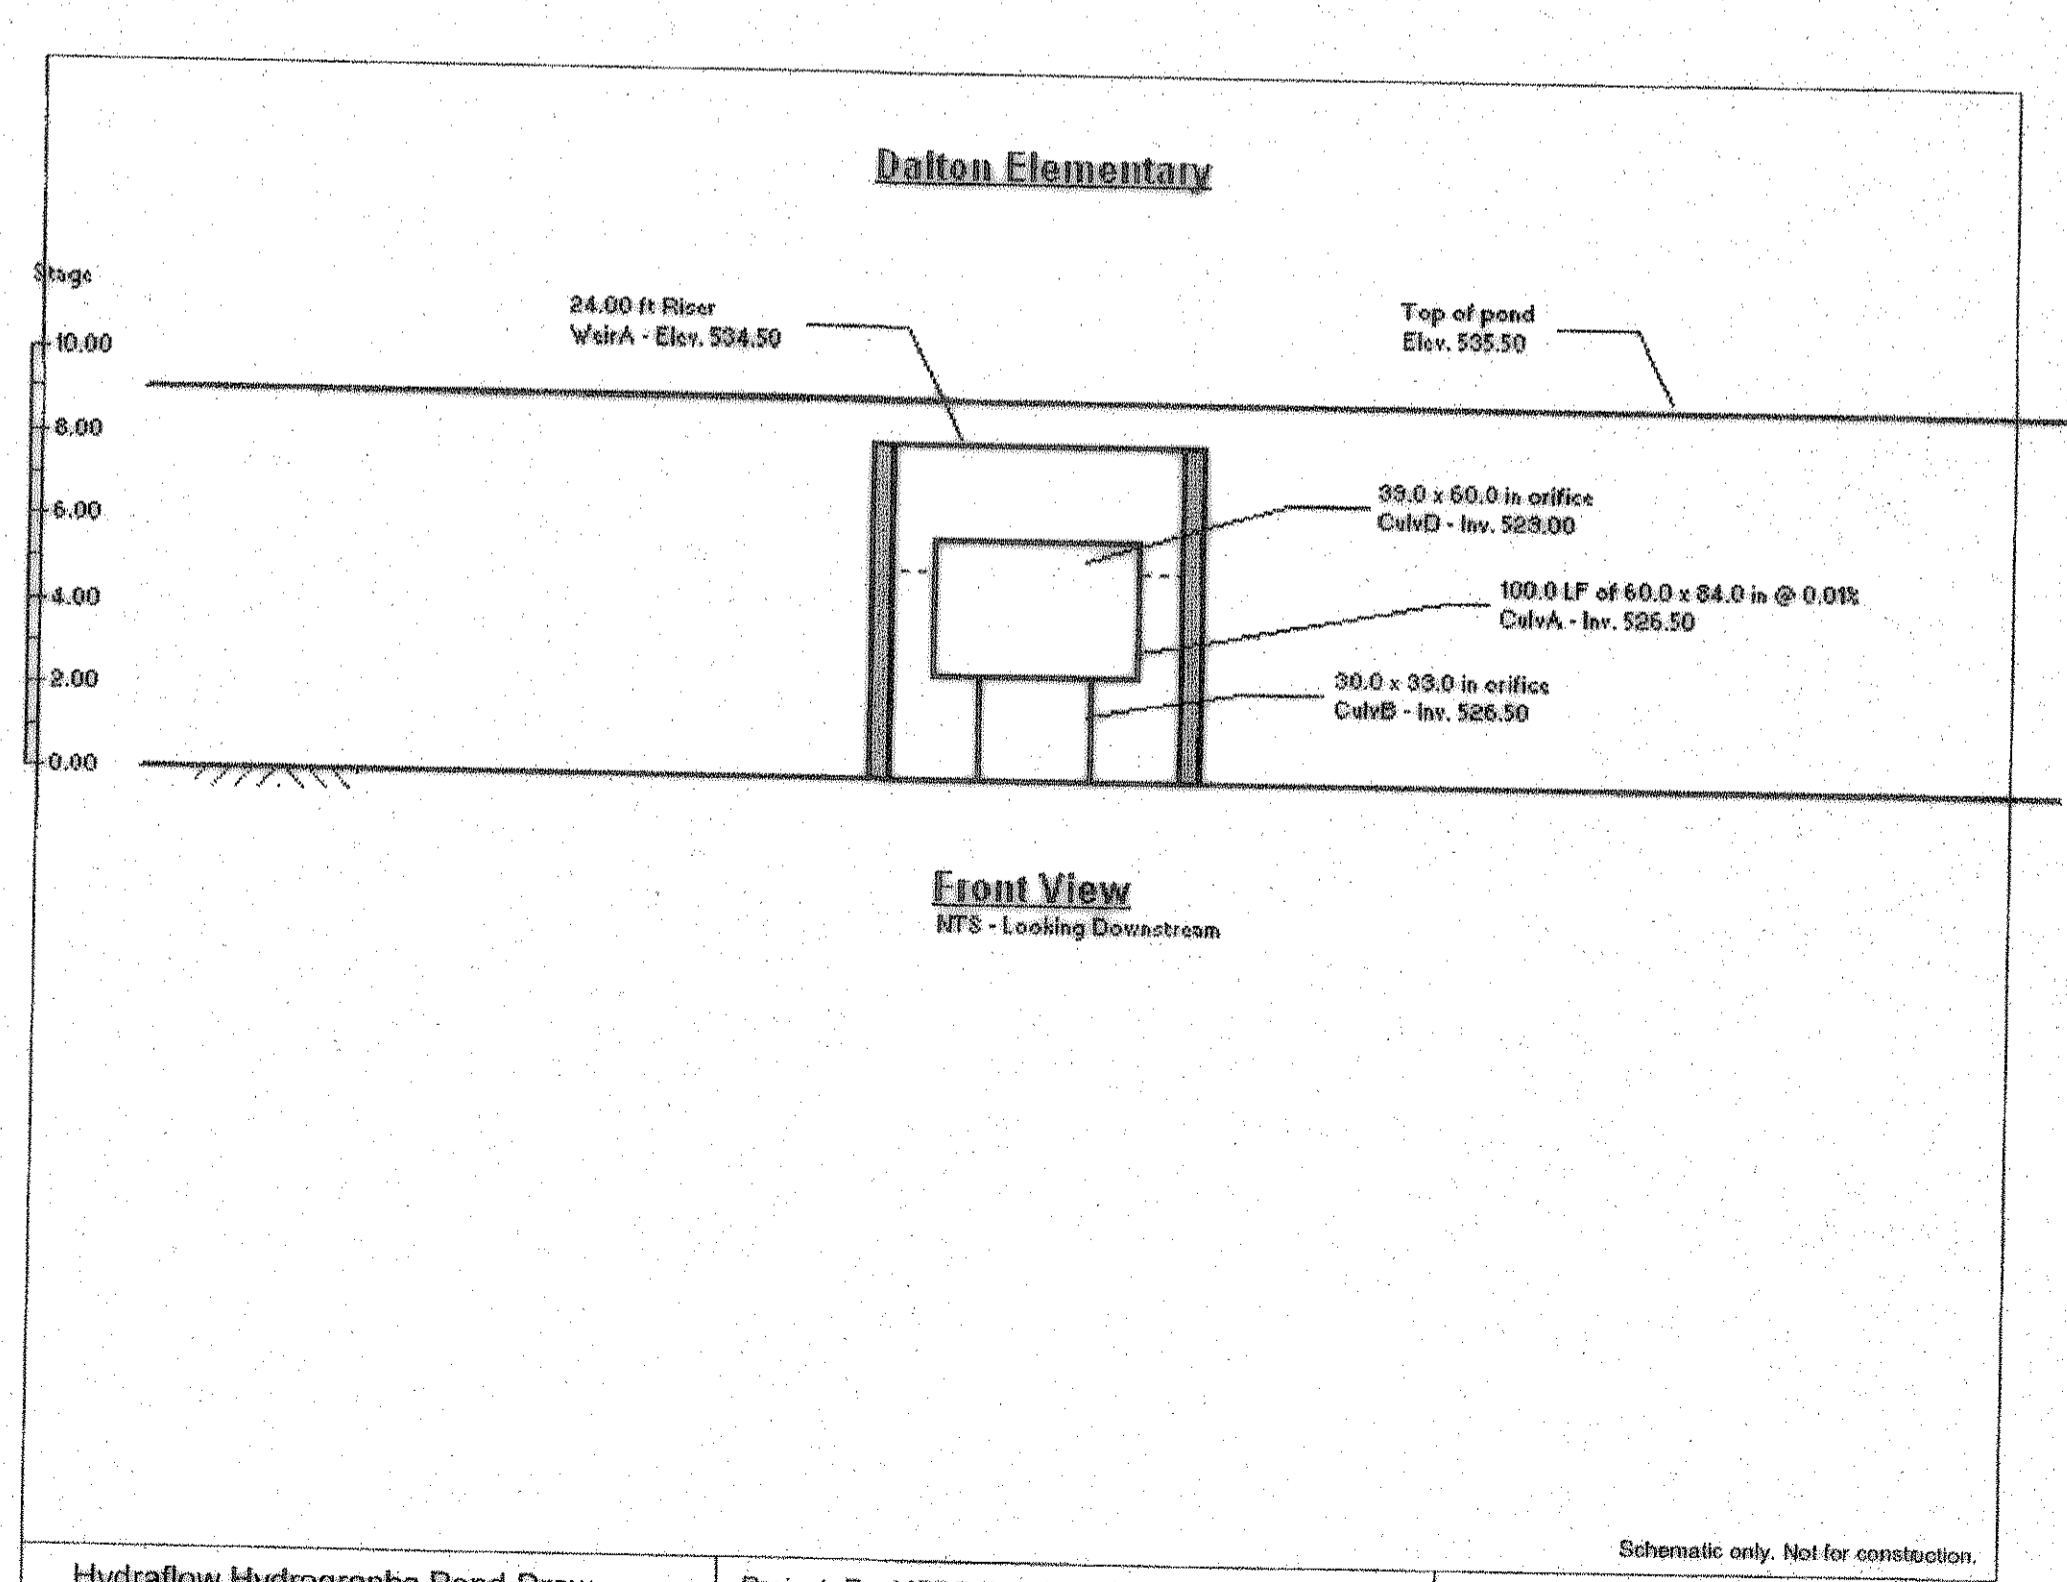 Dalton Elementary
Stage
24.00 ft Riser
WeirA - Elev. 534.50
Top of pond
Elev. 535.50
10.00
8.00
6.00
4.00
2.00
0.00
39.0 x 60.0 in orifice
CulvD - Inv. 529.00
100.0 LF of 60.0 x 84.0 in @ 0.01%
CulvA - Inv. 526.50
30.0 x 33.0 in orifice
CulvB - Inv. 526.50
Front View
NTS - Looking Downstream
Schematic only. Not for construction.
Hydraflow Hydrographs Pond Draw